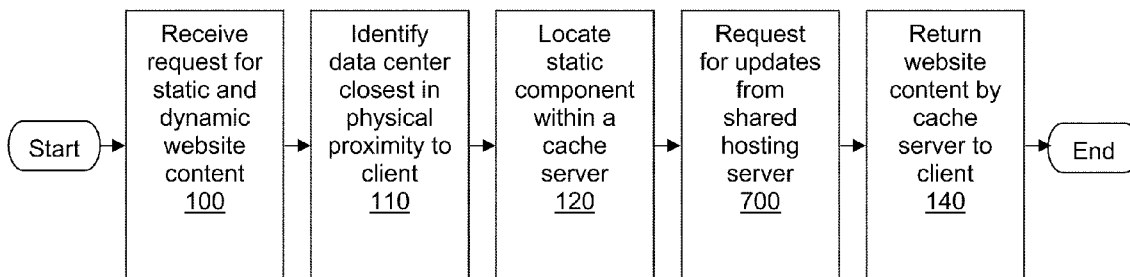 Start
Receive
request for
static and
dynamic
website
content
100
Identify
data center
closest in
physical
proximity to
client
110
Locate
static
component
within a
cache
server
120
Request
for updates
from
shared
hosting
server
700
Return
website
content by
cache
server to
client
140
End